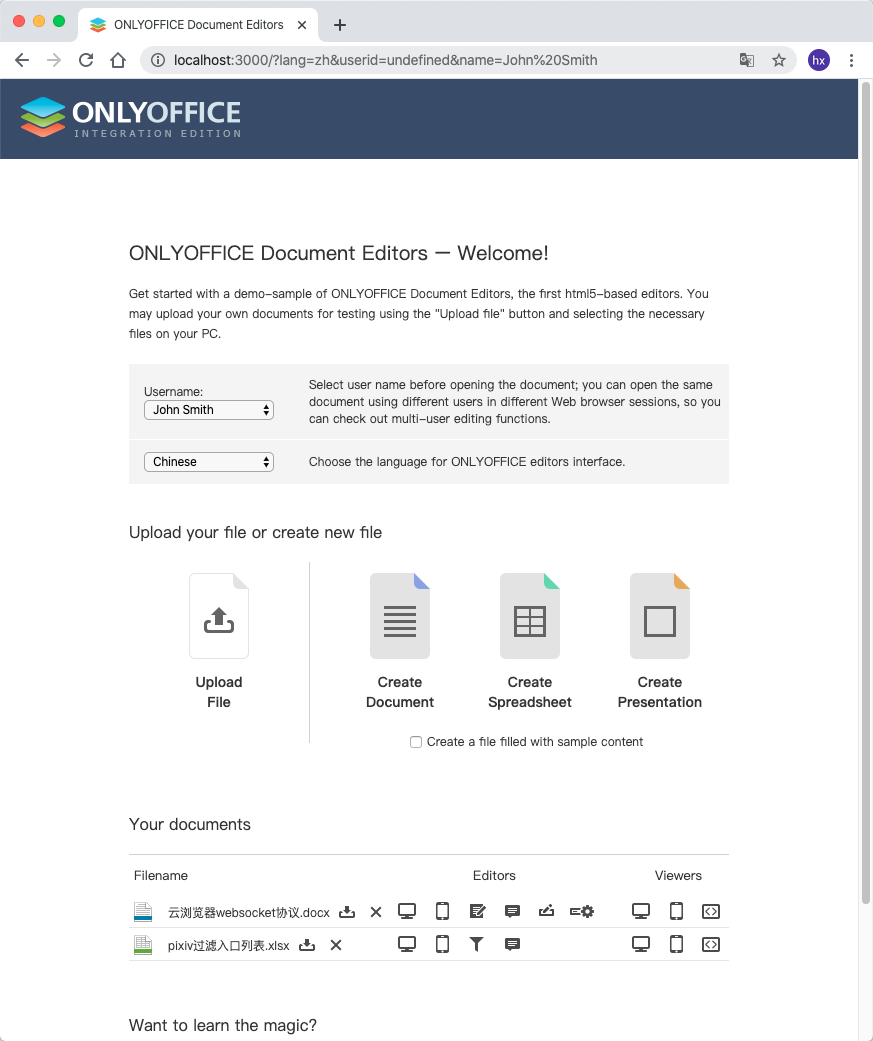 ONLYOFFICE Document Editors
localhost:3000/?lang=zh&userid=undefined&name=John%20Smith
hx
ONLYOFFICE
INTEGRATION EDITION
ONLYOFFICE Document Editors – Welcome!
Get started with a demo-sample of ONLYOFFICE Document Editors, the first html5-based editors. You
may upload your own documents for testing using the "Upload file" button and selecting the necessary
files on your PC.
Username:
John Smith
Select user name before opening the document; you can open the same
document using different users in different Web browser sessions, so you
can check out multi-user editing functions.
Chinese
Choose the language for ONLYOFFICE editors interface.
Upload your file or create new file
Upload
File
Create
Document
Create
Spreadsheet
Create
Presentation
Create a file filled with sample content
Your documents
Filename Editors Viewers
云浏览器websocket协议.docx
pixiv过滤入口列表.xlsx
Want to learn the magic?